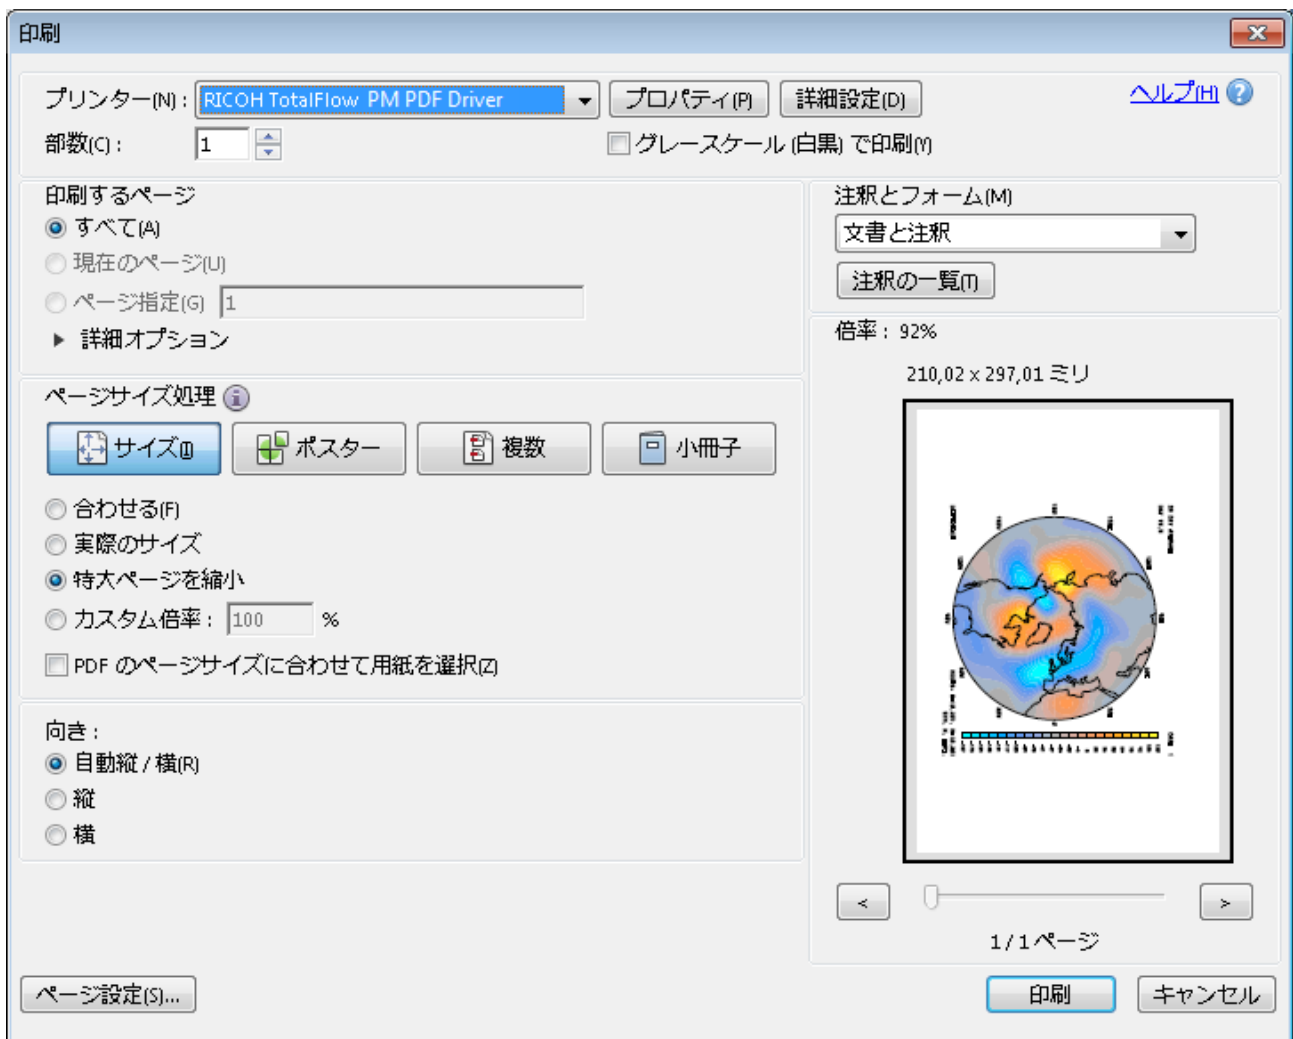 印刷
プリンター(N): RICOH TotalFlow PM PDF Driver プロパティ(P) 詳細設定(D) ヘルプ(H)
部数(C): 1 グレースケール (白黒) で印刷(Y)
印刷するページ
すべて(A)
現在のページ(U)
ページ指定(G) 1
詳細オプション
注釈とフォーム(M)
文書と注釈
注釈の一覧(T)
ページサイズ処理
サイズ(I) ポスター 複数 小冊子
合わせる(F)
実際のサイズ
特大ページを縮小
カスタム倍率: 100 %
PDF のページサイズに合わせて用紙を選択(Z)
向き:
自動縦 / 横(R)
縦
横
倍率: 92%
210,02 x 297,01 ミリ
< >
1 / 1 ページ
ページ設定(S)... 印刷 キャンセル